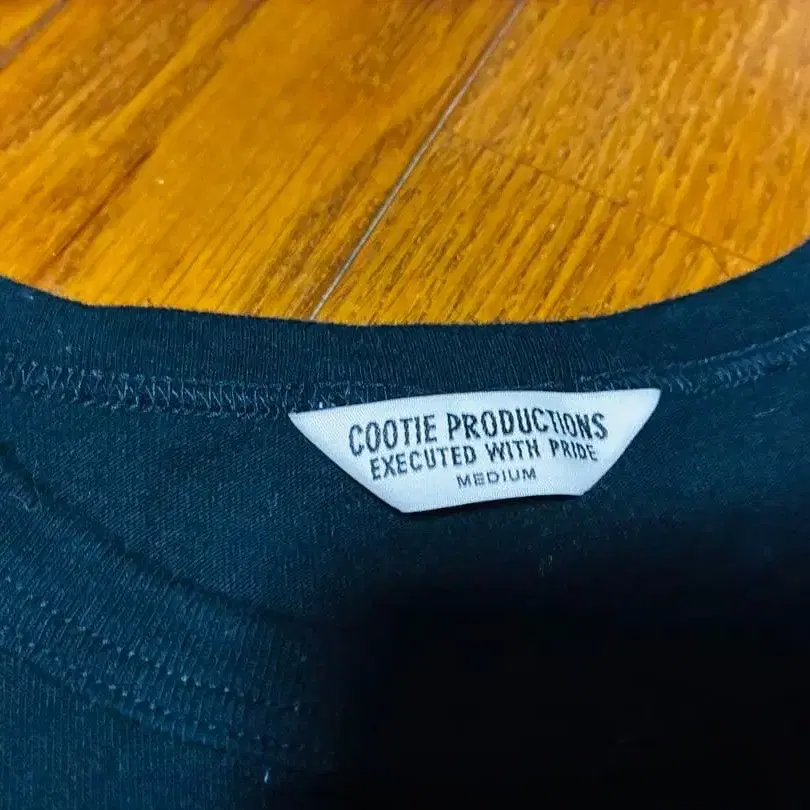 COOTIE PRODUCTIONS
EXECUTED WITH PRIDE
MEDIUM